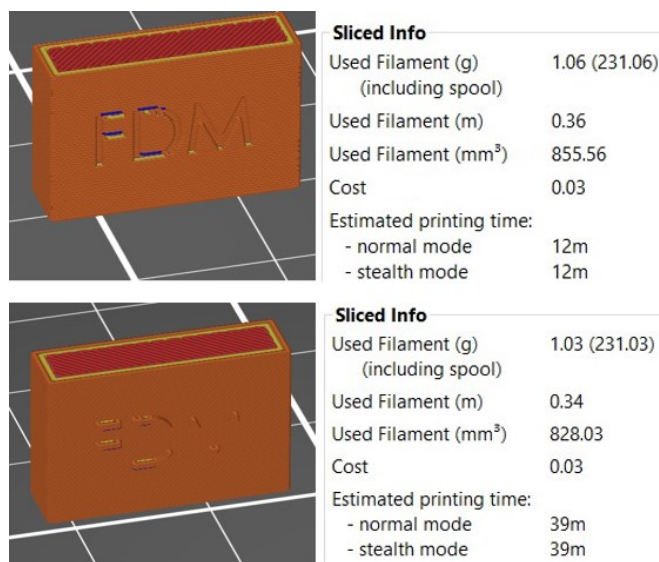 FDM
Sliced Info
Used Filament (g) 1.06 (231.06)
(including spool)
Used Filament (m) 0.36
Used Filament (mm³) 855.56
Cost 0.03
Estimated printing time:
- normal mode 12m
- stealth mode 12m
FDM
Sliced Info
Used Filament (g) 1.03 (231.03)
(including spool)
Used Filament (m) 0.34
Used Filament (mm³) 828.03
Cost 0.03
Estimated printing time:
- normal mode 39m
- stealth mode 39m